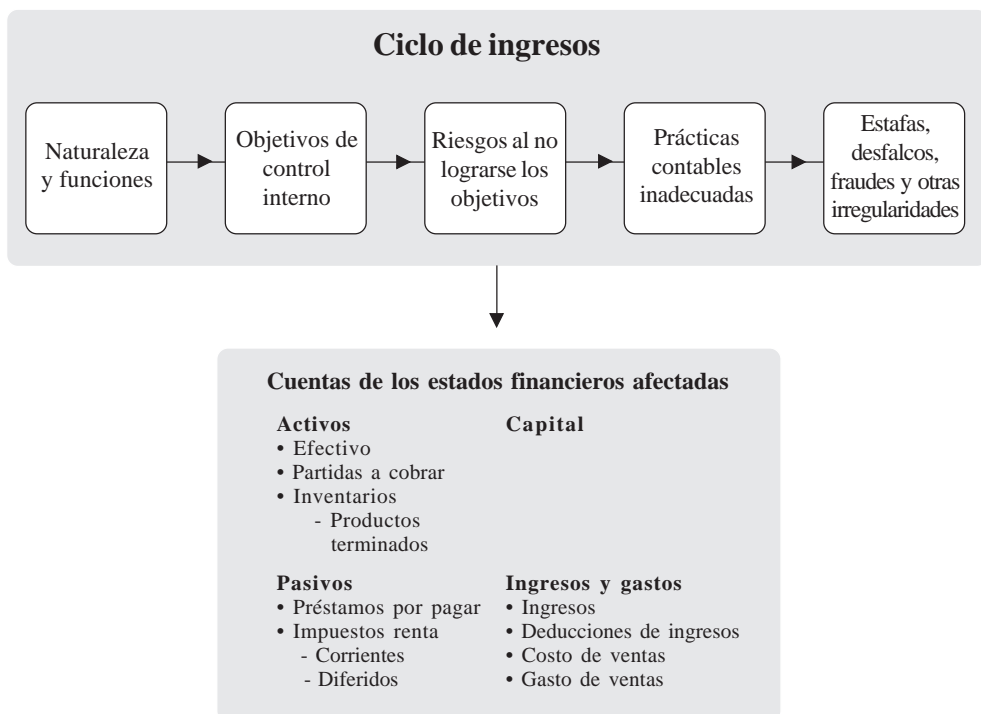 Ciclo de ingresos
Naturaleza
y funciones
Objetivos de
control
interno
Riesgos al no
lograrse los
objetivos
Prácticas
contables
inadecuadas
Estafas,
desfalcos,
fraudes y otras
irregularidades
Cuentas de los estados financieros afectadas
Activos
• Efectivo
• Partidas a cobrar
• Inventarios
- Productos
terminados
Capital
Pasivos
• Préstamos por pagar
• Impuestos renta
- Corrientes
- Diferidos
Ingresos y gastos
• Ingresos
• Deducciones de ingresos
• Costo de ventas
• Gasto de ventas